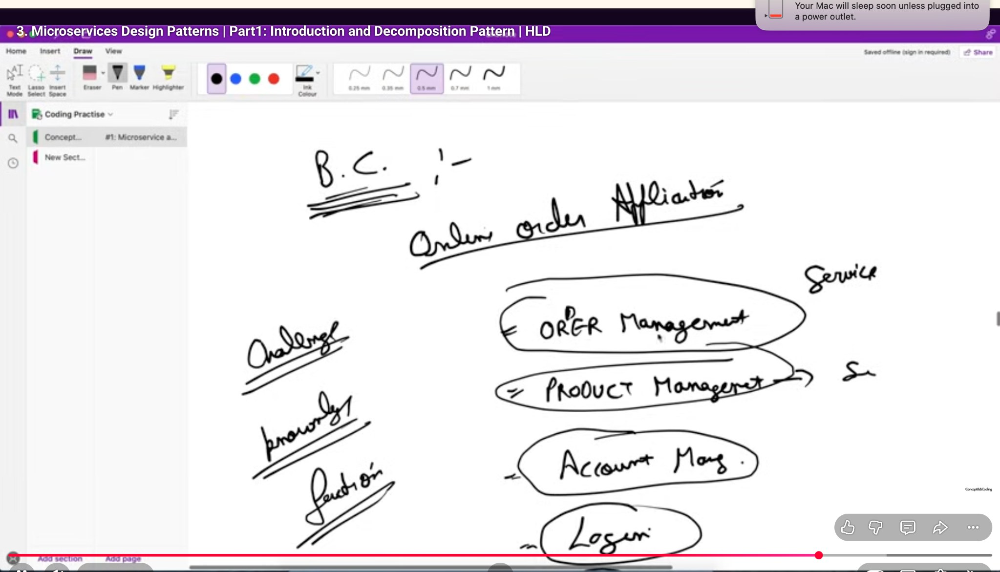 Your Mac will sleep soon unless plugged into
a power outlet.
3. Microservices Design Patterns | Part1: Introduction and Decomposition Pattern | HLD
Home Insert Draw View
Saved offline (sign in required) Share
Text Mode
Lasso Select
Insert Space
Eraser
Pen
Marker
Highlighter
Ink Colour
0.25 mm 0.35 mm 0.5 mm 0.7 mm 1 mm
Coding Practise
Concept... #1: Microservice a...
New Sect...
B.C. :-
Online order Application
Service
ORDER Management
Challenge
PRODUCT Managemet
Account Mang.
Login
Concept&&Coding
Add section Add page